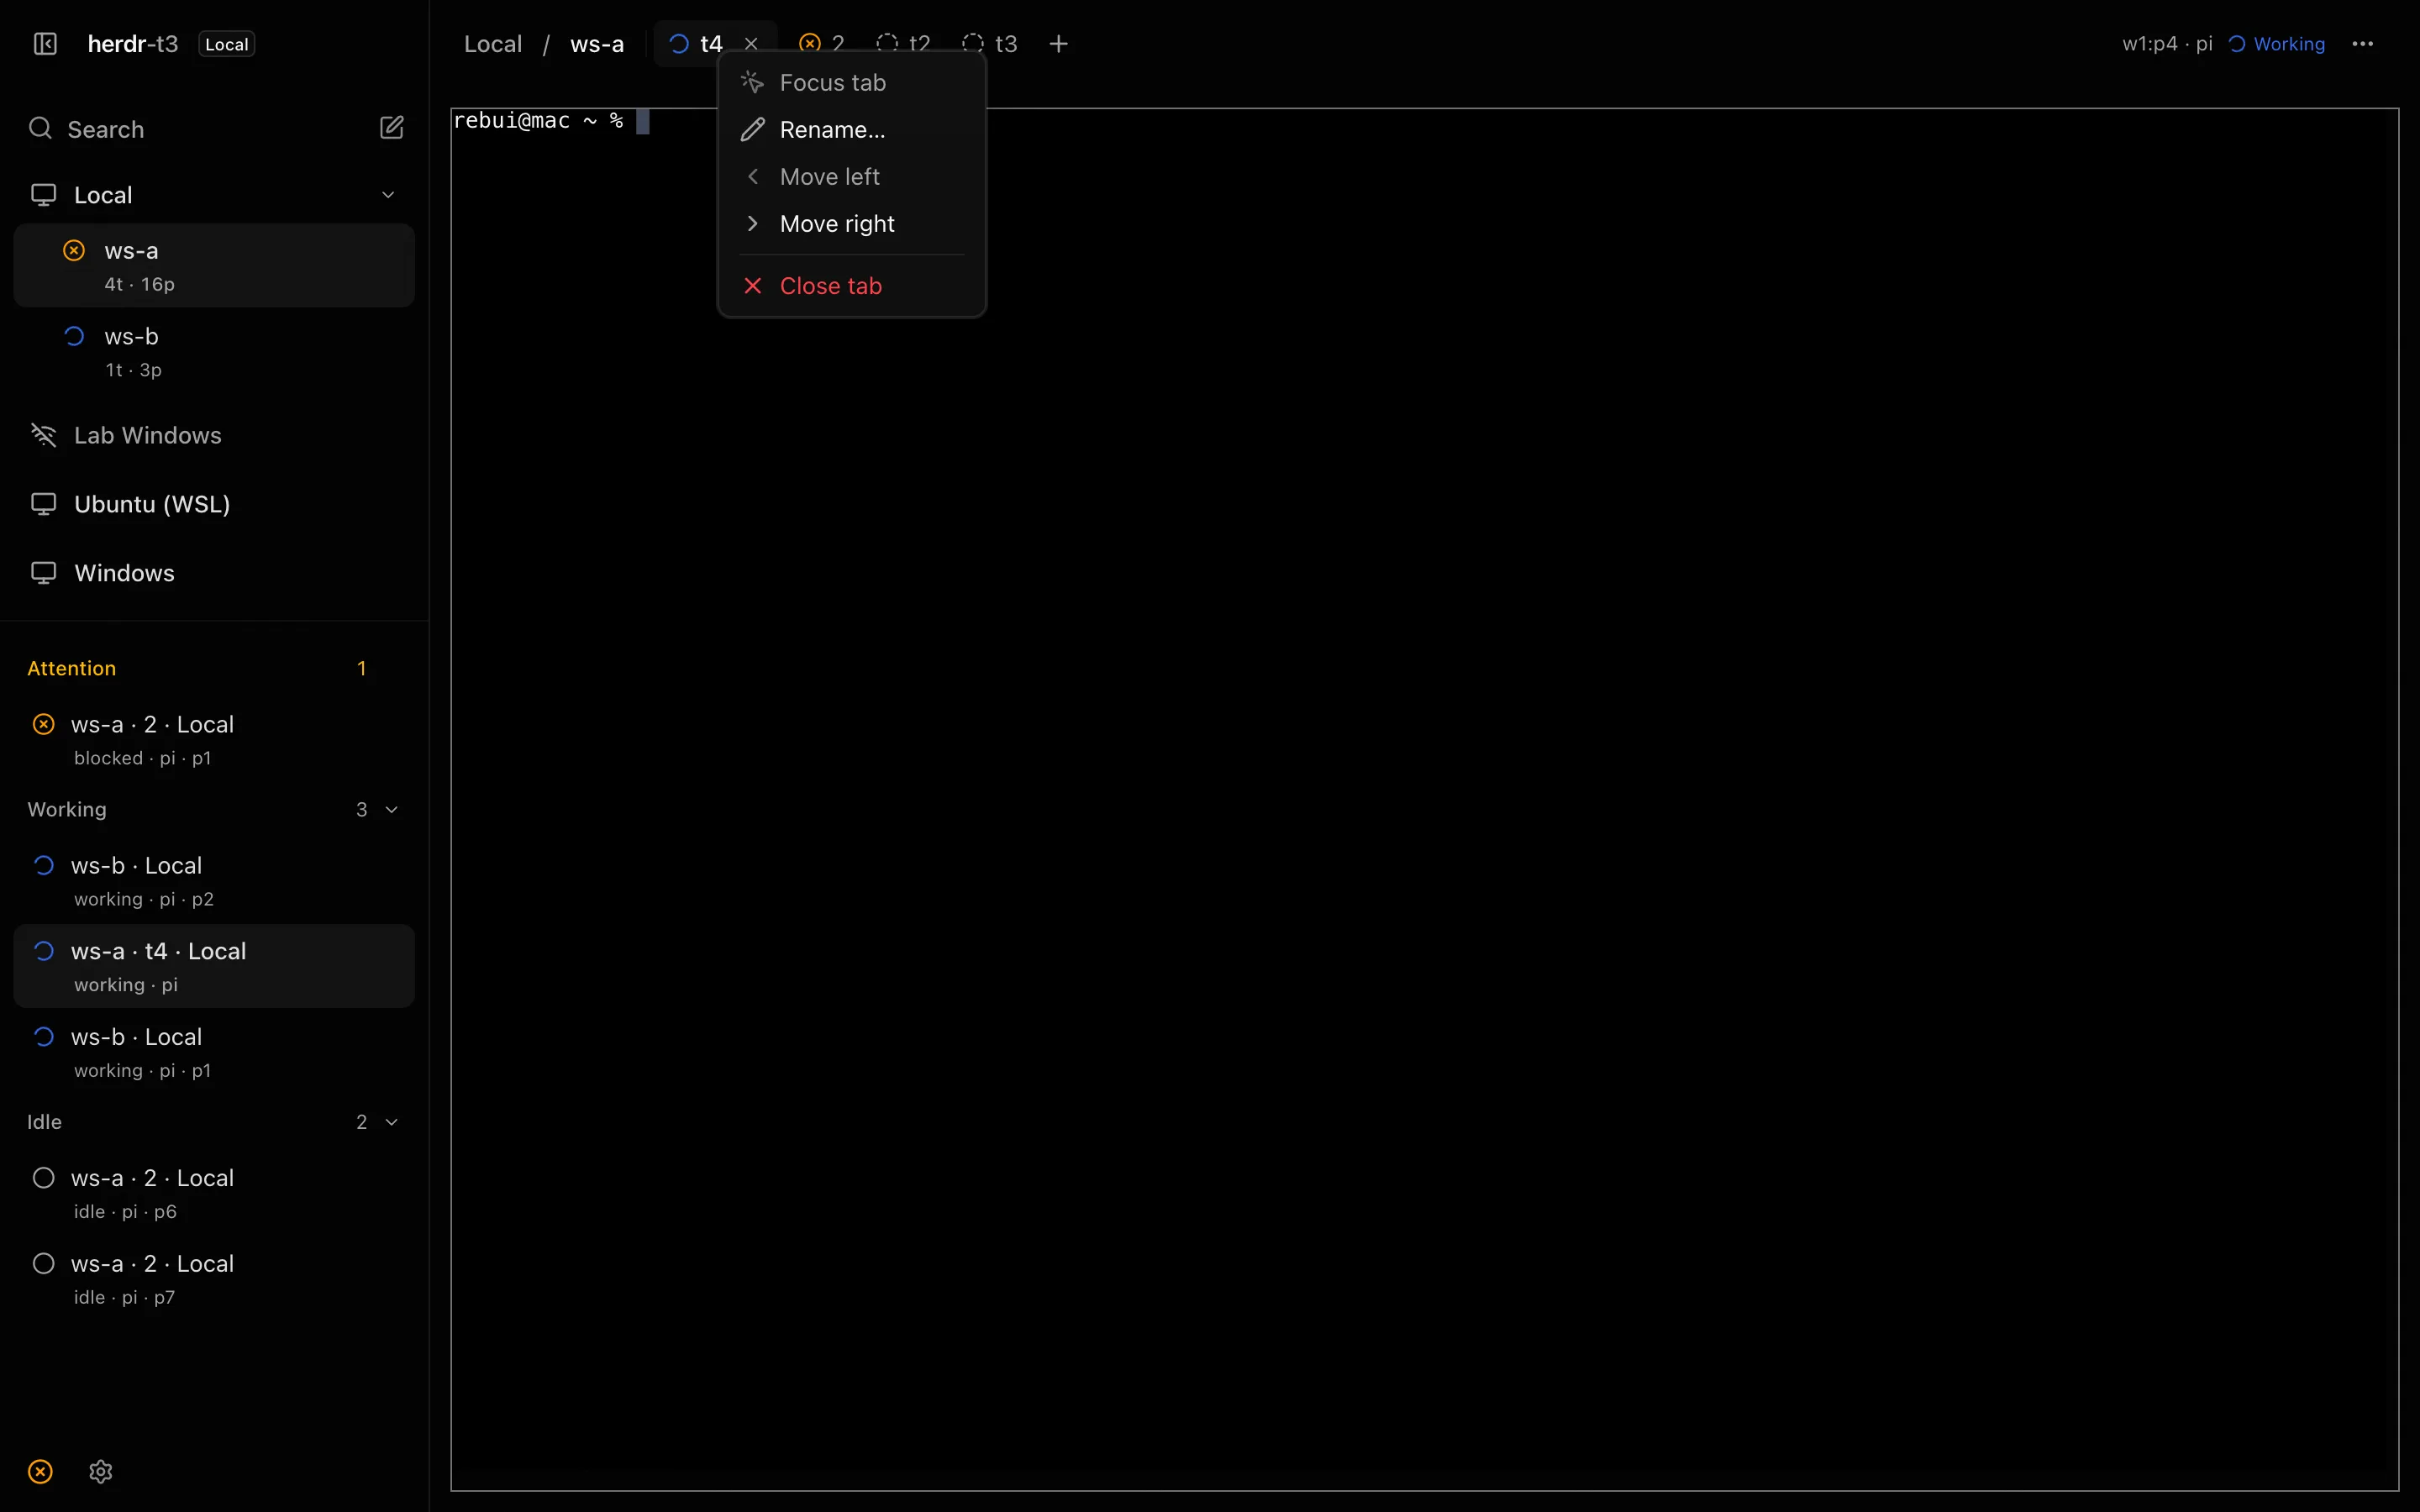 herdr-t3 Local
Search
Local
ws-a
4t · 16p
ws-b
1t · 3p
Lab Windows
Ubuntu (WSL)
Windows
Attention 1
ws-a · 2 · Local
blocked · pi · p1
Working 3
ws-b · Local
working · pi · p2
ws-a · t4 · Local
working · pi
ws-b · Local
working · pi · p1
Idle 2
ws-a · 2 · Local
idle · pi · p6
ws-a · 2 · Local
idle · pi · p7
Local / ws-a t4 2 t2 t3
w1:p4 · pi Working
rebui@mac ~ %
Focus tab
Rename...
Move left
Move right
Close tab